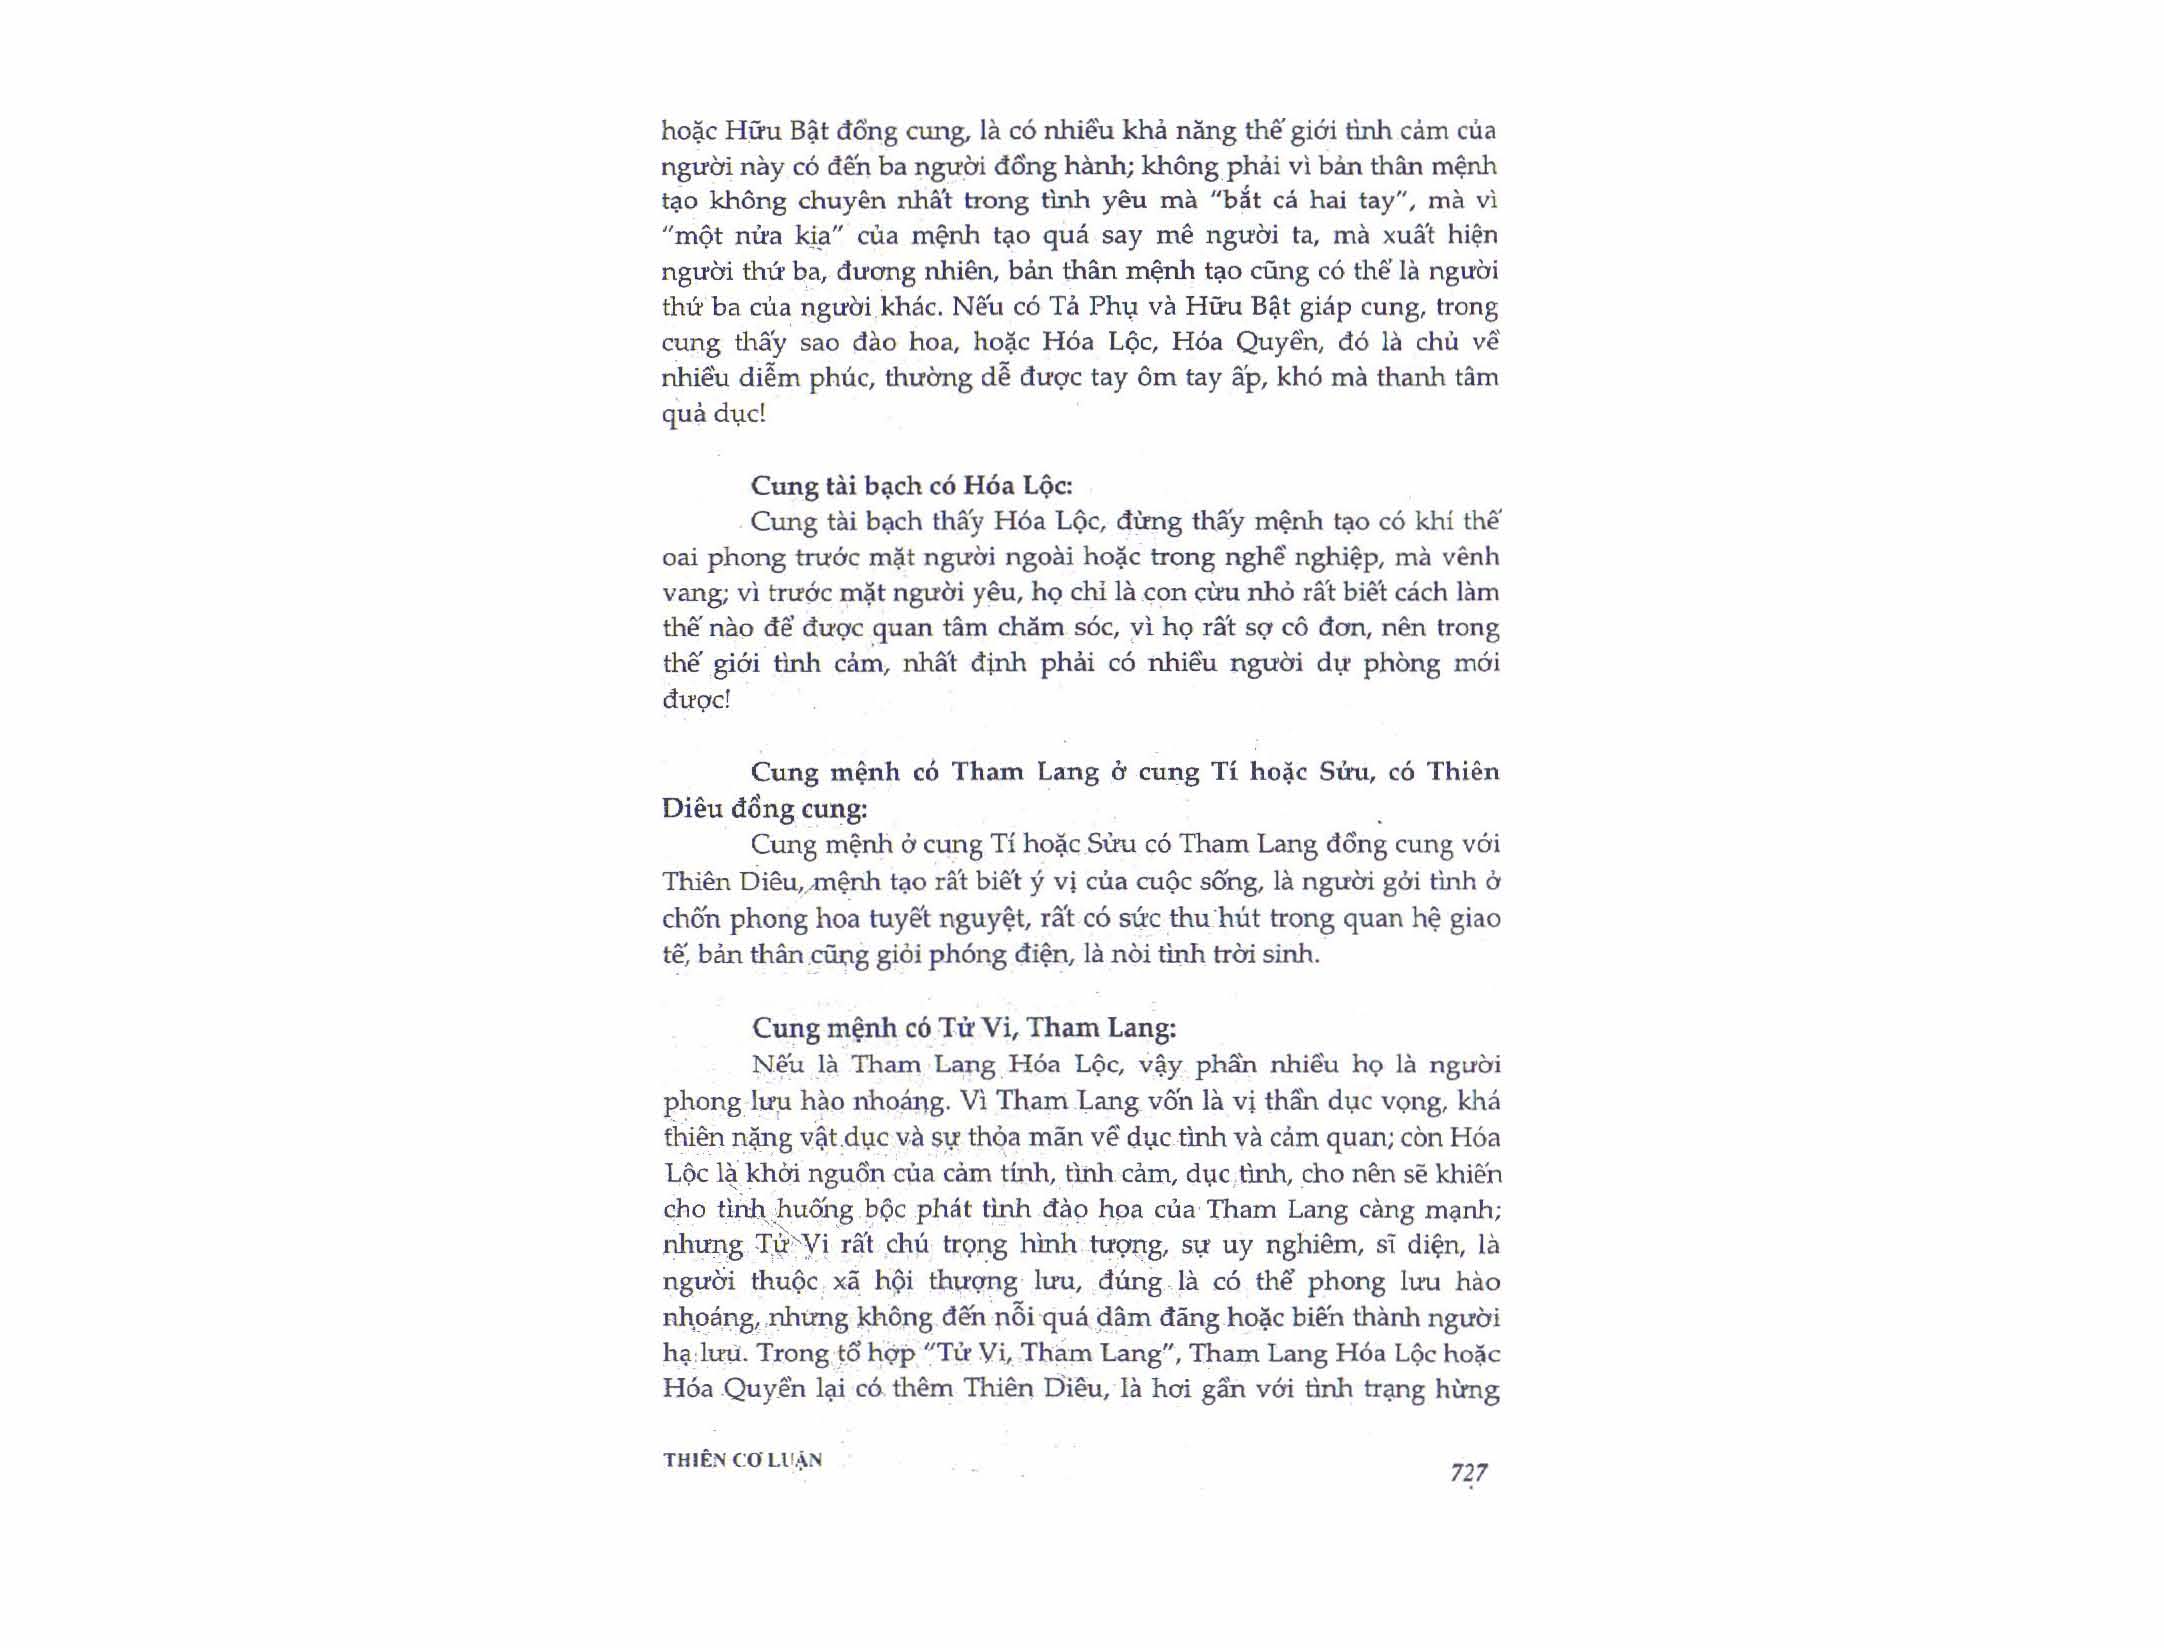 hoặc Hữu Bật đồng cung, là có nhiều khả năng thế giới tình cảm của
người này có đến ba người đồng hành; không phải vì bản thân mệnh
tạo không chuyên nhất trong tình yêu mà "bắt cá hai tay", mà vì
"một nửa kia" của mệnh tạo quá say mê người ta, mà xuất hiện
người thứ ba, đương nhiên, bản thân mệnh tạo cũng có thể là người
thứ ba của người khác. Nếu có Tả Phụ và Hữu Bật giáp cung, trong
cung thấy sao đào hoa, hoặc Hóa Lộc, Hóa Quyền, đó là chủ về
nhiều diễm phúc, thường dễ được tay ôm tay ấp, khó mà thanh tâm
quả dục!
Cung tài bạch có Hóa Lộc:
Cung tài bạch thấy Hóa Lộc, đừng thấy mệnh tạo có khí thế
oai phong trước mặt người ngoài hoặc trong nghề nghiệp, mà vênh
vang; vì trước mặt người yêu, họ chỉ là con cừu nhỏ rất biết cách làm
thế nào để được quan tâm chăm sóc, vì họ rất sợ cô đơn, nên trong
thế giới tình cảm, nhất định phải có nhiều người dự phòng mới
được!
Cung mệnh có Tham Lang ở cung Tí hoặc Sửu, có Thiên
Diêu đồng cung:
Cung mệnh ở cung Tí hoặc Sửu có Tham Lang đồng cung với
Thiên Diêu, mệnh tạo rất biết ý vị của cuộc sống, là người gởi tình ở
chốn phong hoa tuyết nguyệt, rất có sức thu hút trong quan hệ giao
tế, bản thân cũng giỏi phóng điện, là nòi tình trời sinh.
Cung mệnh có Tử Vi, Tham Lang:
Nếu là Tham Lang Hóa Lộc, vậy phần nhiều họ là người
phong lưu hào nhoáng. Vì Tham Lang vốn là vị thần dục vọng, khá
thiên nặng vật dục và sự thỏa mãn về dục tình và cảm quan; còn Hóa
Lộc là khởi nguồn của cảm tính, tình cảm, dục tình, cho nên sẽ khiến
cho tình huống bộc phát tình đào hoa của Tham Lang càng mạnh;
nhưng Tử Vi rất chú trọng hình tượng, sự uy nghiêm, sĩ diện, là
người thuộc xã hội thượng lưu, đúng là có thể phong lưu hào
nhoáng, nhưng không đến nỗi quá dâm đãng hoặc biến thành người
hạ lưu. Trong tổ hợp "Tử Vi, Tham Lang", Tham Lang Hóa Lộc hoặc
Hóa Quyền lại có thêm Thiên Diêu, là hơi gần với tình trạng hừng
THIÊN CƠ LUẬN
727